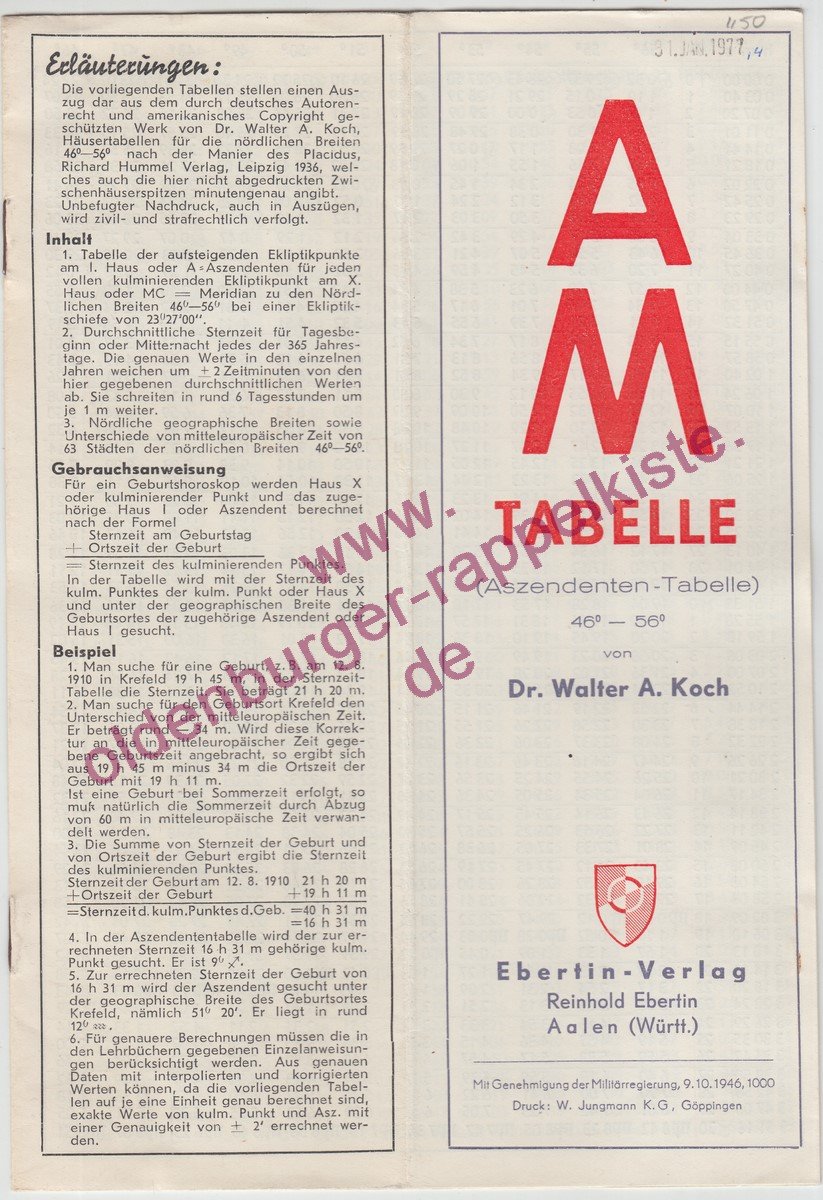 Erläuterungen:
Die vorliegenden Tabellen stellen einen Aus-
zug dar aus dem durch deutsches Autoren-
recht und amerikanisches Copyright ge-
schützten Werk von Dr. Walter A. Koch,
Häusertabellen für die nördlichen Breiten
46⁰—56⁰ nach der Manier des Placidus,
Richard Hummel Verlag, Leipzig 1936, wel-
ches auch die hier nicht abgedruckten Zwi-
schenhäuserspitzen minutengenau angibt.
Unbefugter Nachdruck, auch in Auszügen,
wird zivil- und strafrechtlich verfolgt.
Inhalt
1. Tabelle der aufsteigenden Ekliptikpunkte
am I. Haus oder A=Aszendenten für jeden
vollen kulminierenden Ekliptikpunkt am X.
Haus oder MC = Meridian zu den Nörd-
lichen Breiten 46⁰—56⁰ bei einer Ekliptik-
schiefe von 23⁰27'00".
2. Durchschnittliche Sternzeit für Tagesbe-
ginn oder Mitternacht jedes der 365 Jahres-
tage. Die genauen Werte in den einzelnen
Jahren weichen um ± 2 Zeitminuten von den
hier gegebenen durchschnittlichen Werten
ab. Sie schreiten in rund 6 Tagesstunden um
je 1 m weiter.
3. Nördliche geographische Breiten sowie
Unterschiede von mitteleuropäischer Zeit von
63 Städten der nördlichen Breiten 46⁰—56⁰.
Gebrauchsanweisung
Für ein Geburtshoroskop werden Haus X
oder kulminierender Punkt und das zuge-
hörige Haus I oder Aszendent berechnet
nach der Formel
Sternzeit am Geburtstag
+ Ortszeit der Geburt
= Sternzeit des kulminierenden Punktes.
In der Tabelle wird mit der Sternzeit des
kulm. Punktes der kulm. Punkt oder Haus X
und unter der geographischen Breite des
Geburtsortes der zugehörige Aszendent oder
Haus I gesucht.
Beispiel
1. Man suche für eine Geburt, z. B. am 12. 8.
1910 in Krefeld 19 h 45 m, in der Sternzeit-
Tabelle die Sternzeit. Sie beträgt 21 h 20 m.
2. Man suche für den Geburtsort Krefeld den
Unterschied von der mitteleuropäischen Zeit.
Er beträgt rund — 34 m. Wird diese Korrek-
tur an die in mitteleuropäischer Zeit gege-
bene Geburtszeit angebracht, so ergibt sich
aus 19 h 45 m minus 34 m die Ortszeit der
Geburt mit 19 h 11 m.
Ist eine Geburt bei Sommerzeit erfolgt, so
muß natürlich die Sommerzeit durch Abzug
von 60 m in mitteleuropäische Zeit verwan-
delt werden.
3. Die Summe von Sternzeit der Geburt und
von Ortszeit der Geburt ergibt die Sternzeit
des kulminierenden Punktes.
Sternzeit der Geburt am 12. 8. 1910 21 h 20 m
+Ortszeit der Geburt +19 h 11 m
=Sternzeit d. kulm. Punktes d. Geb. =40 h 31 m
=16 h 31 m
4. In der Aszendententabelle wird der zur er-
rechneten Sternzeit 16 h 31 m gehörige kulm.
Punkt gesucht. Er ist 9⁰ ♐.
5. Zur errechneten Sternzeit der Geburt von
16 h 31 m wird der Aszendent gesucht unter
der geographische Breite des Geburtsortes
Krefeld, nämlich 51⁰ 20'. Er liegt in rund
12⁰ ♒.
6. Für genauere Berechnungen müssen die in
den Lehrbüchern gegebenen Einzelanweisun-
gen berücksichtigt werden. Aus genauen
Daten mit interpolierten und korrigierten
Werten können, da die vorliegenden Tabel-
len auf je eine Einheit genau berechnet sind,
exakte Werte von kulm. Punkt und Asz. mit
einer Genauigkeit von ± 2' errechnet wer-
den.
450
31. JAN. 1977
A
M
TABELLE
(Aszendenten-Tabelle)
46⁰ — 56⁰
von
Dr. Walter A. Koch
Ebertin-Verlag
Reinhold Ebertin
Aalen (Württ.)
Mit Genehmigung der Militärregierung, 9.10.1946, 1000
Druck: W. Jungmann K.G., Göppingen
www.
oldenburger-rappelkiste.
de